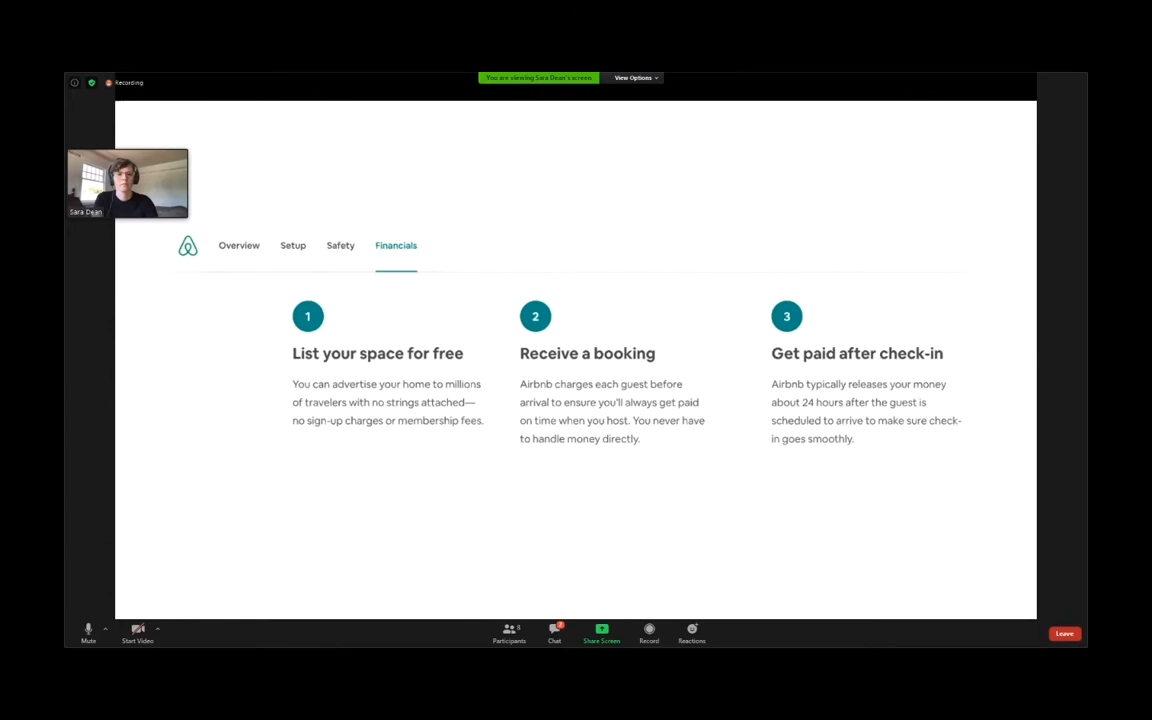 Recording
You are viewing Sara Dean's screen
View Options
Sara Dean
Overview
Setup
Safety
Financials
1
List your space for free
You can advertise your home to millions
of travelers with no strings attached—
no sign-up charges or membership fees.
2
Receive a booking
Airbnb charges each guest before
arrival to ensure you'll always get paid
on time when you host. You never have
to handle money directly.
3
Get paid after check-in
Airbnb typically releases your money
about 24 hours after the guest is
scheduled to arrive to make sure check-
in goes smoothly.
Mute
Start Video
Participants
8
Chat
Share Screen
Record
Reactions
Leave